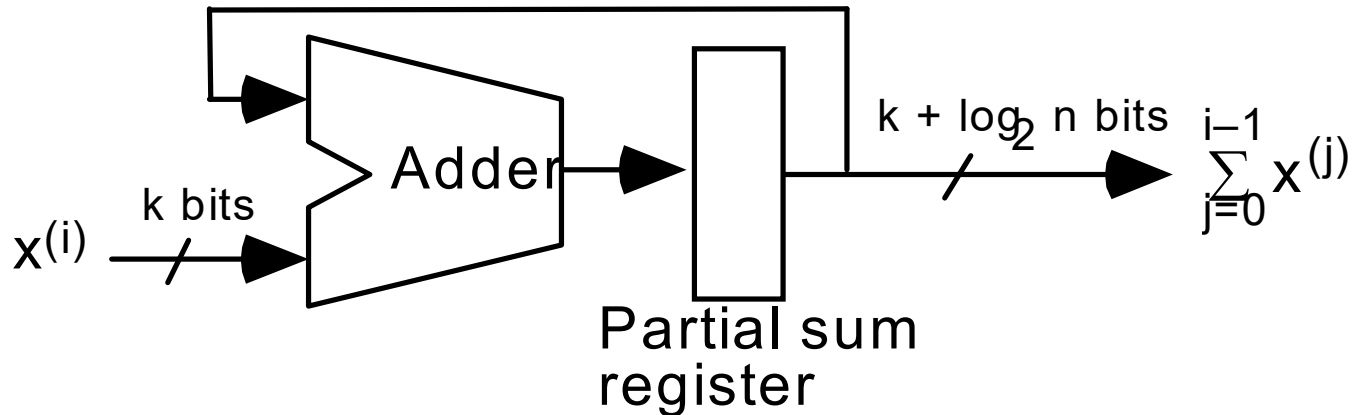 k + log₂ n bits
i–1
∑ x(j)
j=0
Adder
k bits
x(i)
Partial sum
register